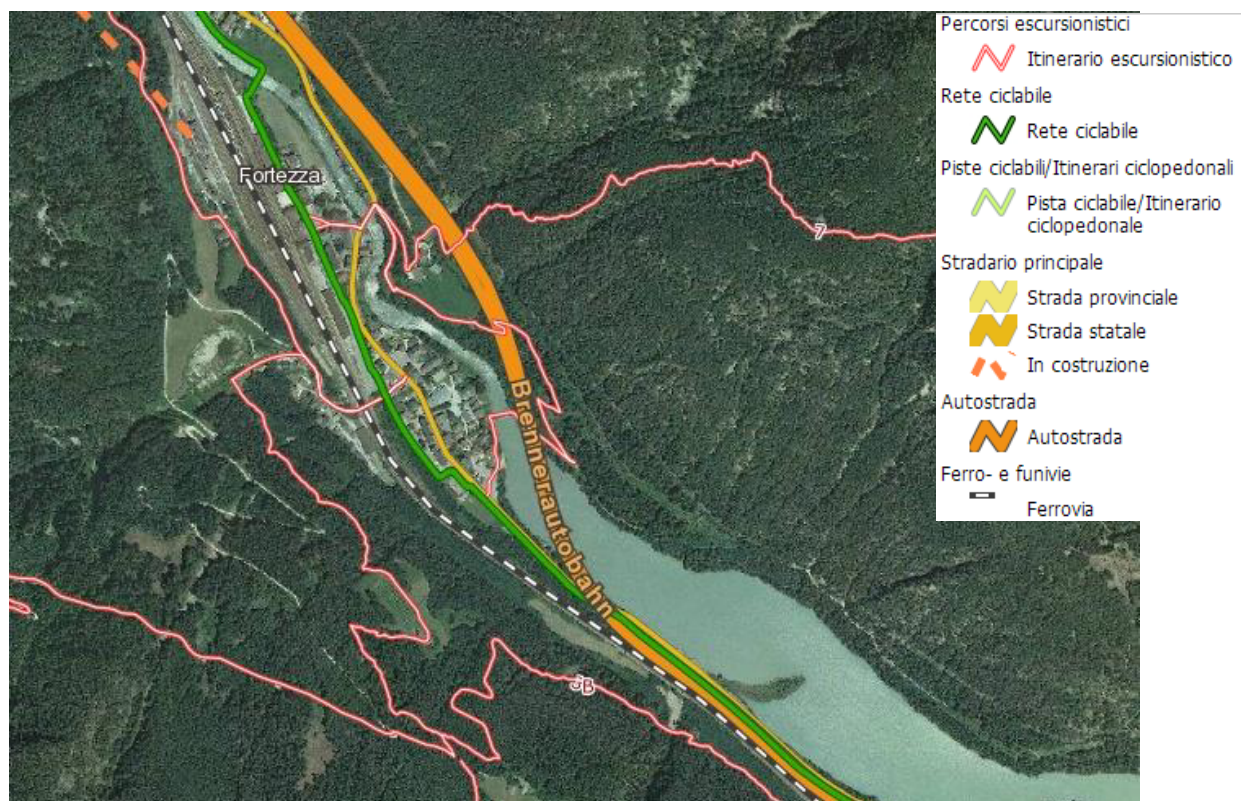 Percorsi escursionistici
Itinerario escursionistico
Rete ciclabile
Rete ciclabile
Piste ciclabili/Itinerari ciclopedonali
Pista ciclabile/Itinerario
ciclopedonale
Stradario principale
Strada provinciale
Strada statale
In costruzione
Autostrada
Autostrada
Ferro- e funivie
Ferrovia
Fortezza
7
Brennerautobahn